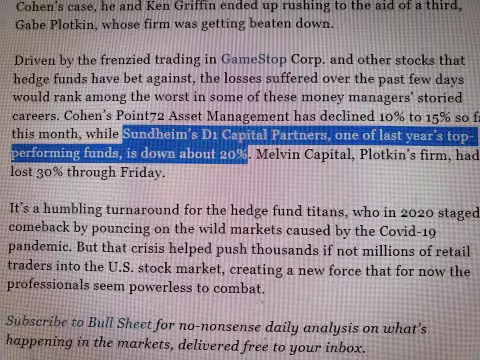 Cohen's case, he and Ken Griffin ended up rushing to the aid of a third,
Gabe Plotkin, whose firm was getting beaten down.
Driven by the frenzied trading in GameStop Corp. and other stocks that
hedge funds have bet against, the losses suffered over the past few days
would rank among the worst in some of these money managers' storied
careers. Cohen's Point72 Asset Management has declined 10% to 15% so fa
this month, while Sundheim's D1 Capital Partners, one of last year's top-
performing funds, is down about 20%. Melvin Capital, Plotkin's firm, had
lost 30% through Friday.
It's a humbling turnaround for the hedge fund titans, who in 2020 staged
comeback by pouncing on the wild markets caused by the Covid-19
pandemic. But that crisis helped push thousands if not millions of retail
traders into the U.S. stock market, creating a new force that for now the
professionals seem powerless to combat.
Subscribe to Bull Sheet for no-nonsense daily analysis on what's
happening in the markets, delivered free to your inbox.